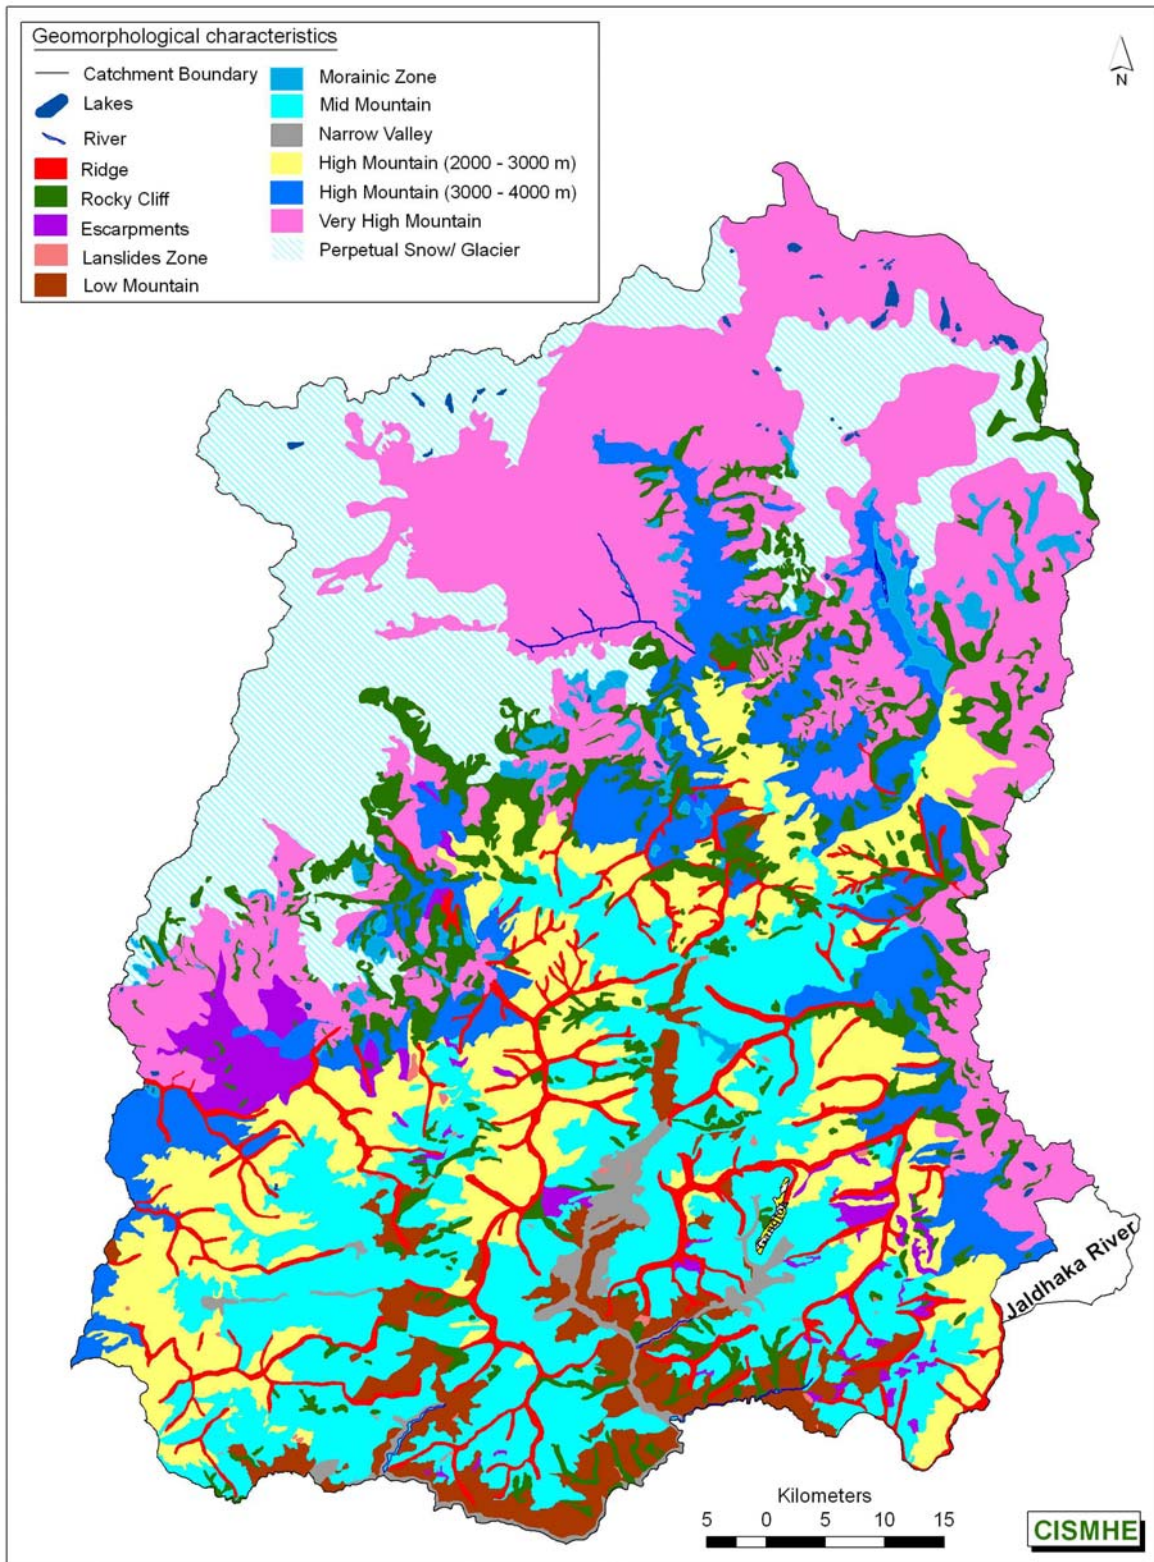 Geomorphological characteristics
Catchment Boundary
Lakes
River
Ridge
Rocky Cliff
Escarpments
Lanslides Zone
Low Mountain
Morainic Zone
Mid Mountain
Narrow Valley
High Mountain (2000 - 3000 m)
High Mountain (3000 - 4000 m)
Very High Mountain
Perpetual Snow/ Glacier
N
Jaldhaka River
Kilometers
5 0 5 10 15
CISMHE